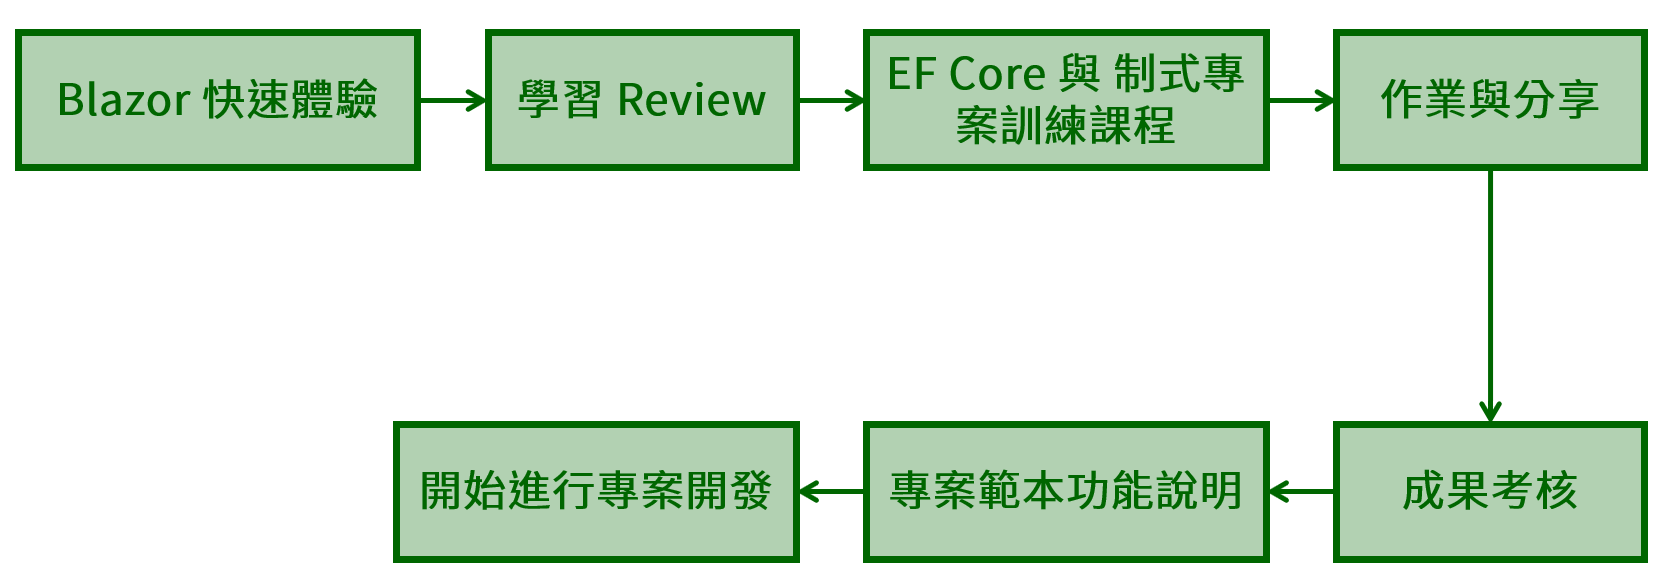 Blazor 快速體驗
學習 Review
EF Core 與 制式專
案訓練課程
作業與分享
成果考核
專案範本功能說明
開始進行專案開發